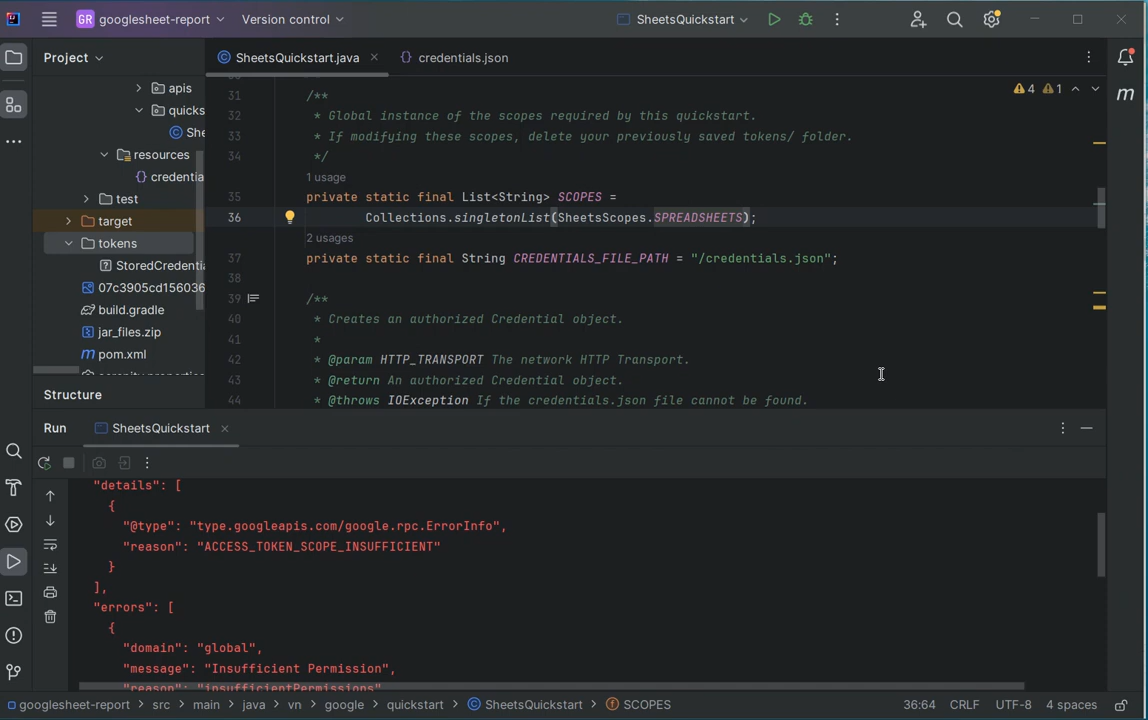 GR googlesheet-report Version control SheetsQuickstart
Project
SheetsQuickstart.java
{} credentials.json
apis
quicks
She
resources
{} credentia
test
target
tokens
StoredCredentia
07c3905cd156036
build.gradle
jar_files.zip
m pom.xml
Structure
4 1
31 /**
32 * Global instance of the scopes required by this quickstart.
33 * If modifying these scopes, delete your previously saved tokens/ folder.
34 */
1 usage
35 private static final List<String> SCOPES =
36 Collections.singletonList(SheetsScopes.SPREADSHEETS);
2 usages
37 private static final String CREDENTIALS_FILE_PATH = "/credentials.json";
38
39 /**
40 * Creates an authorized Credential object.
41 *
42 * @param HTTP_TRANSPORT The network HTTP Transport.
43 * @return An authorized Credential object.
44 * @throws IOException If the credentials.json file cannot be found.
m
Run SheetsQuickstart
"details": [
{
"@type": "type.googleapis.com/google.rpc.ErrorInfo",
"reason": "ACCESS_TOKEN_SCOPE_INSUFFICIENT"
}
],
"errors": [
{
"domain": "global",
"message": "Insufficient Permission",
"reason": "insufficientPermissions"
googlesheet-report > src > main > java > vn > google > quickstart > SheetsQuickstart > SCOPES 36:64 CRLF UTF-8 4 spaces